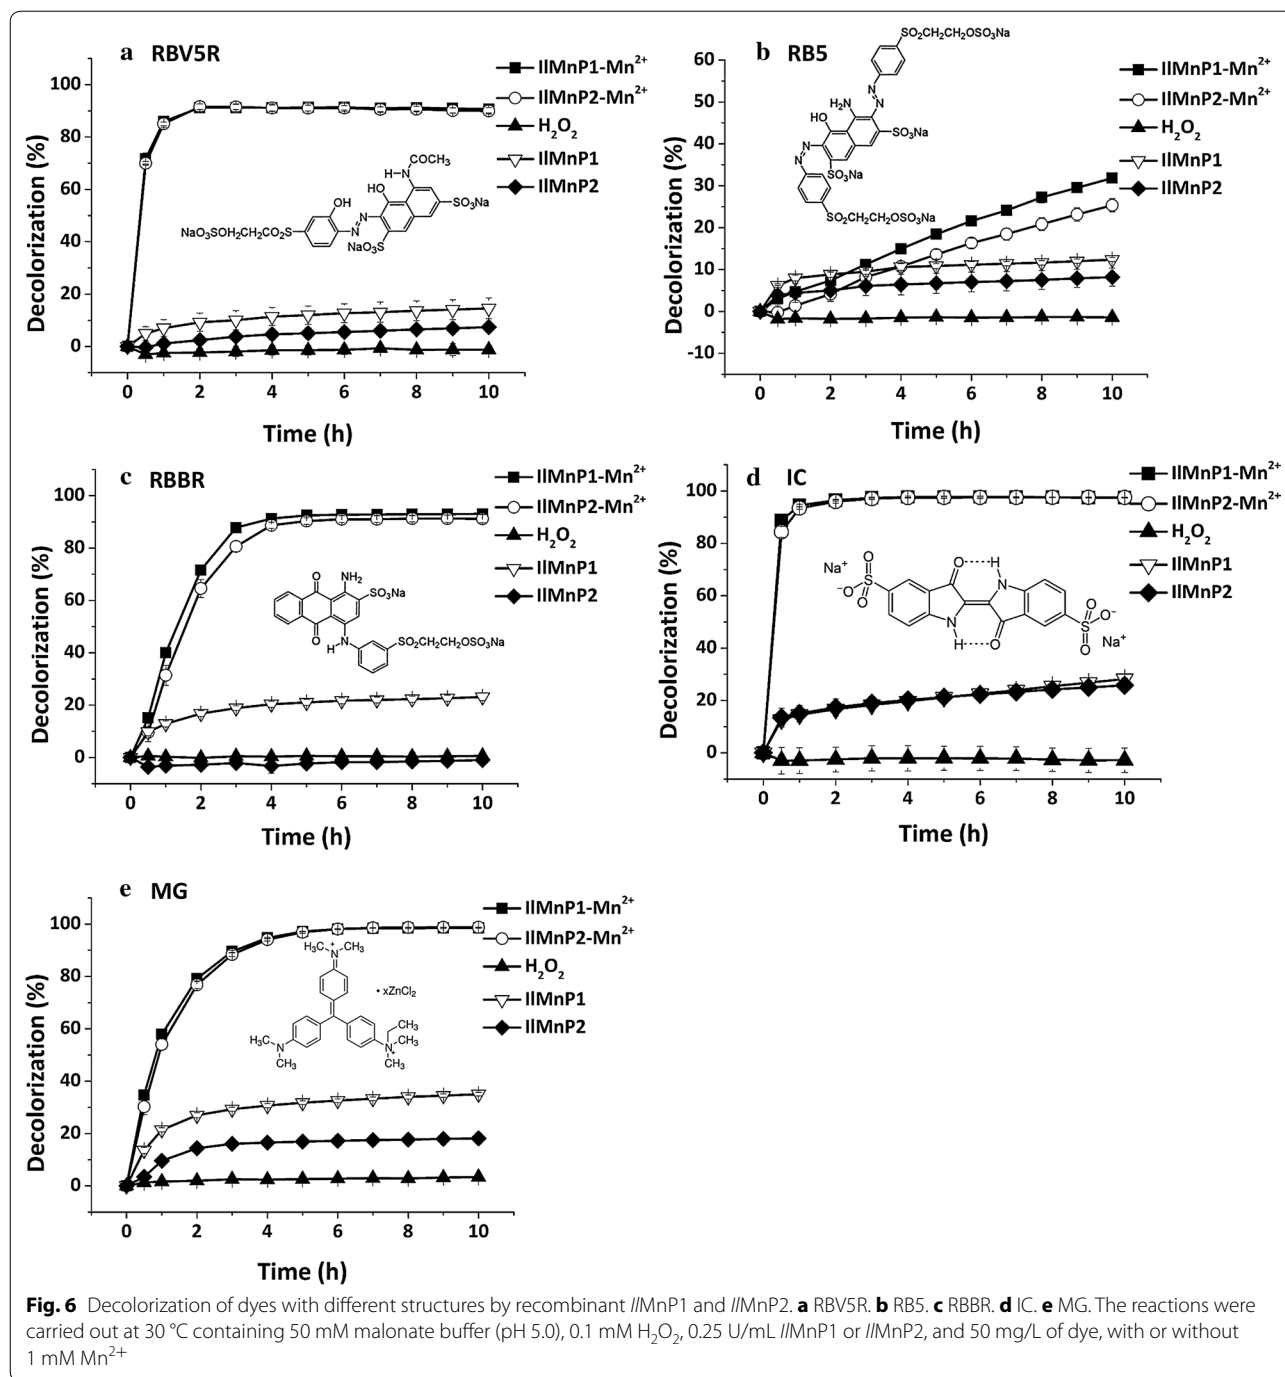 a RBV5R
IlMnP1-Mn²⁺
IlMnP2-Mn²⁺
H₂O₂
IlMnP1
IlMnP2
Decolorization (%)
100
80
60
40
20
0
0 2 4 6 8 10
Time (h)
COCH₃
H-N
OH
OH
SO₃Na
NaO₃SOH₂CH₂CO₂S
N=N
NaO₃S
b RB5
IlMnP1-Mn²⁺
IlMnP2-Mn²⁺
H₂O₂
IlMnP1
IlMnP2
Decolorization (%)
60
50
40
30
20
10
0
-10
0 2 4 6 8 10
Time (h)
SO₂CH₂CH₂OSO₃Na
N=N
H₂N
HO
SO₃Na
N=N
SO₃Na
SO₂CH₂CH₂OSO₃Na
c RBBR
IlMnP1-Mn²⁺
IlMnP2-Mn²⁺
H₂O₂
IlMnP1
IlMnP2
Decolorization (%)
100
80
60
40
20
0
0 2 4 6 8 10
Time (h)
O NH₂
SO₃Na
O
H N
SO₂CH₂CH₂OSO₃Na
d IC
IlMnP1-Mn²⁺
IlMnP2-Mn²⁺
H₂O₂
IlMnP1
IlMnP2
Decolorization (%)
100
80
60
40
20
0
0 2 4 6 8 10
Time (h)
Na⁺
O
⁻O S
O
O H
N
N
H O
O
S O⁻
O
Na⁺
e MG
IlMnP1-Mn²⁺
IlMnP2-Mn²⁺
H₂O₂
IlMnP1
IlMnP2
Decolorization (%)
100
80
60
40
20
0
0 2 4 6 8 10
Time (h)
H₃C N⁺ CH₃
• xZnCl₂
H₃C N
CH₃
CH₃
N⁺ CH₃
CH₃
Fig. 6 Decolorization of dyes with different structures by recombinant IlMnP1 and IlMnP2. a RBV5R. b RB5. c RBBR. d IC. e MG. The reactions were
carried out at 30 °C containing 50 mM malonate buffer (pH 5.0), 0.1 mM H₂O₂, 0.25 U/mL IlMnP1 or IlMnP2, and 50 mg/L of dye, with or without
1 mM Mn²⁺